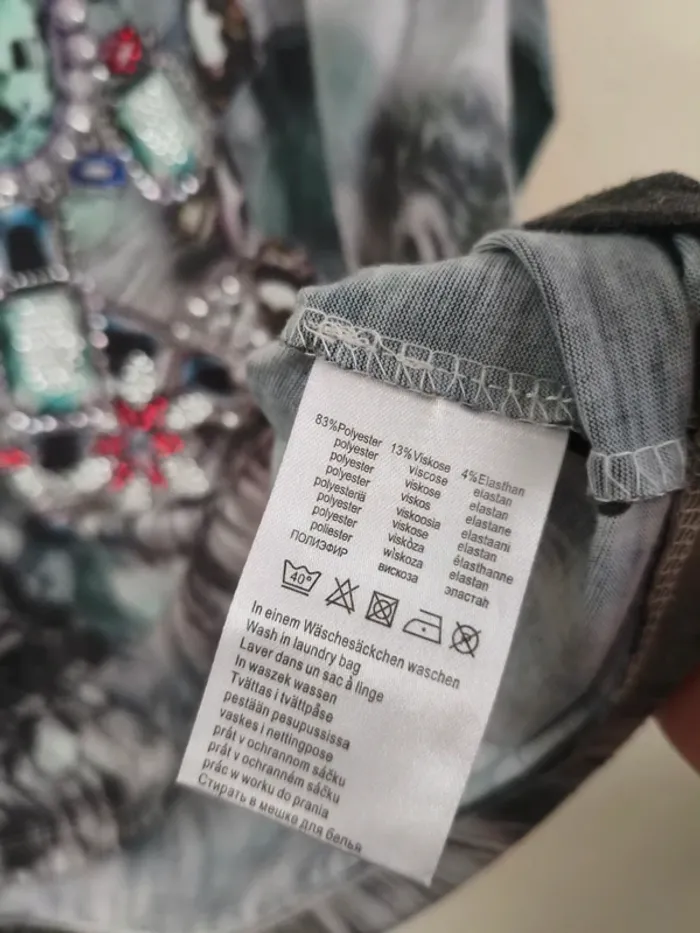 83%Polyester 13%Viskose 4%Elasthan
polyester viscose elastan
polyester viskose elastan
polyester viskos elastane
polyesteriä viskoosia elastaani
polyester viskose elastan
polyester viskòza élasthanne
poliester wiskoza elastan
ПОЛИЭФИР вискоза эластан
40°
In einem Wäschesäckchen waschen
Wash in laundry bag
Laver dans un sac à linge
In waszek wassen
Tvättas i tvättpåse
pestään pesupussissa
vaskes i nettingpose
prát v ochrannom sáčku
prát v ochranném sáčku
prác w worku do prania
Стирать в мешке для белья